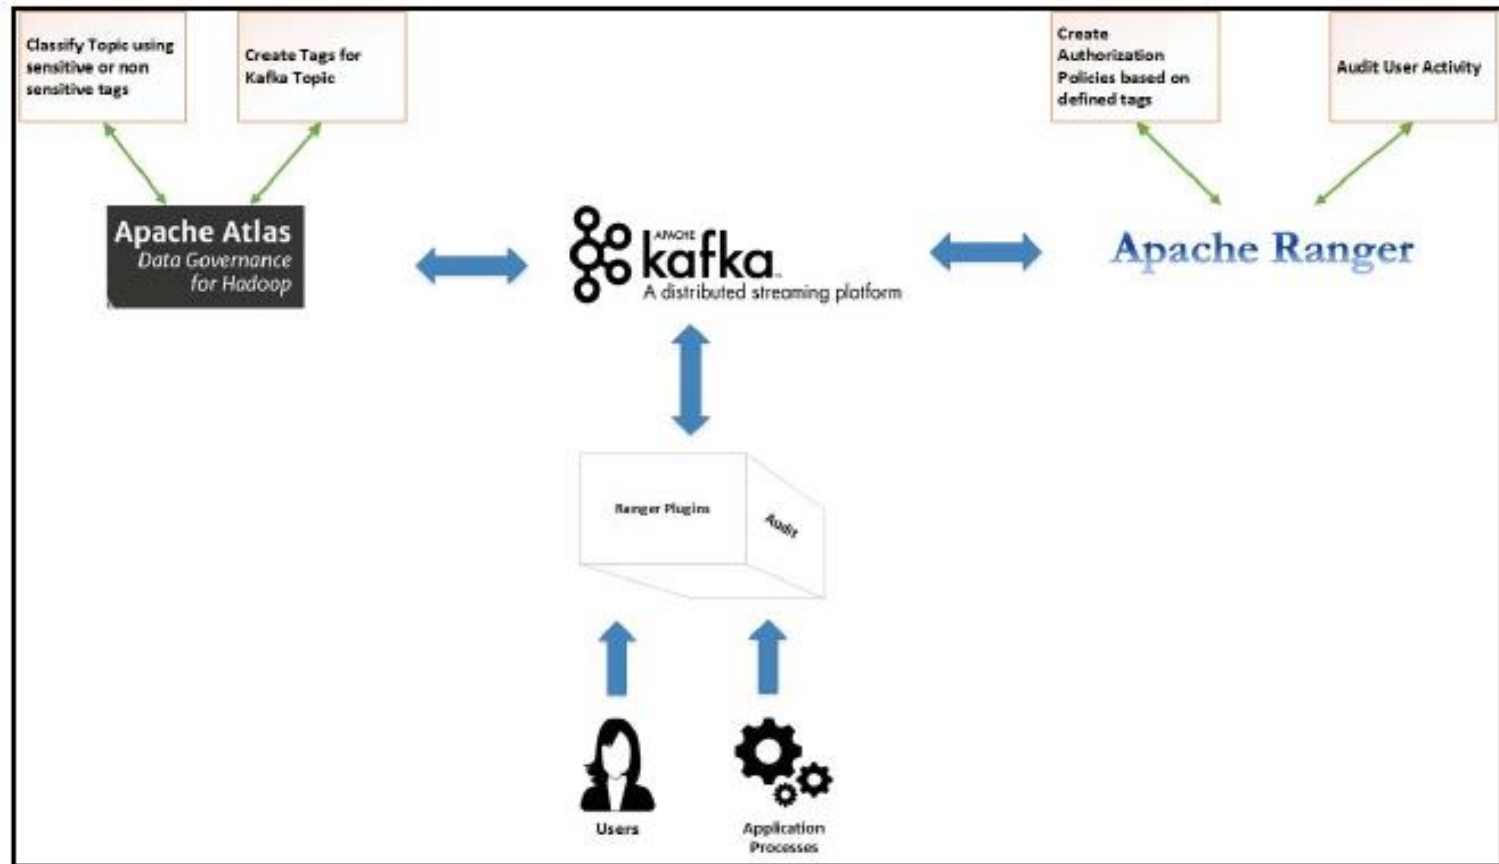 Classify Topic using
sensitive or non
sensitive tags
Create Tags for
Kafka Topic
Create
Authorization
Policies based on
defined tags
Audit User Activity
Apache Atlas
Data Governance
for Hadoop
APACHE
kafka
A distributed streaming platform
Apache Ranger
Ranger Plugins
Audit
Users
Application
Processes